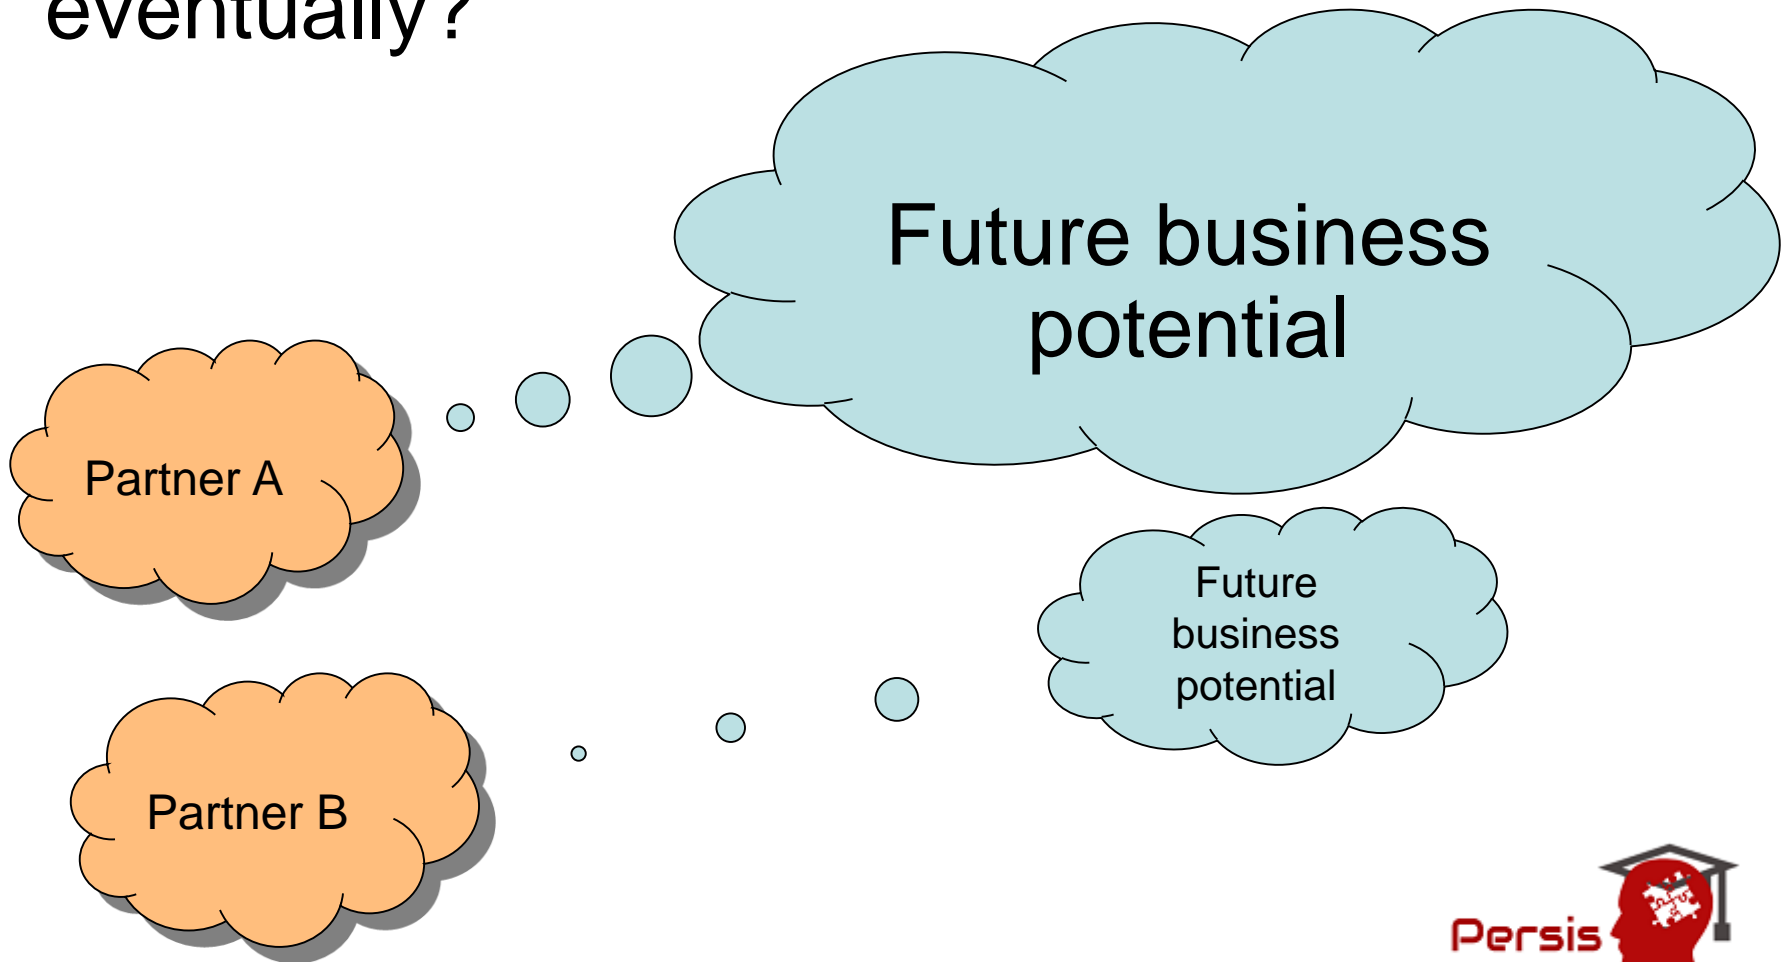 eventually?
Future business
potential
Partner A
Future
business
potential
Partner B
Persis